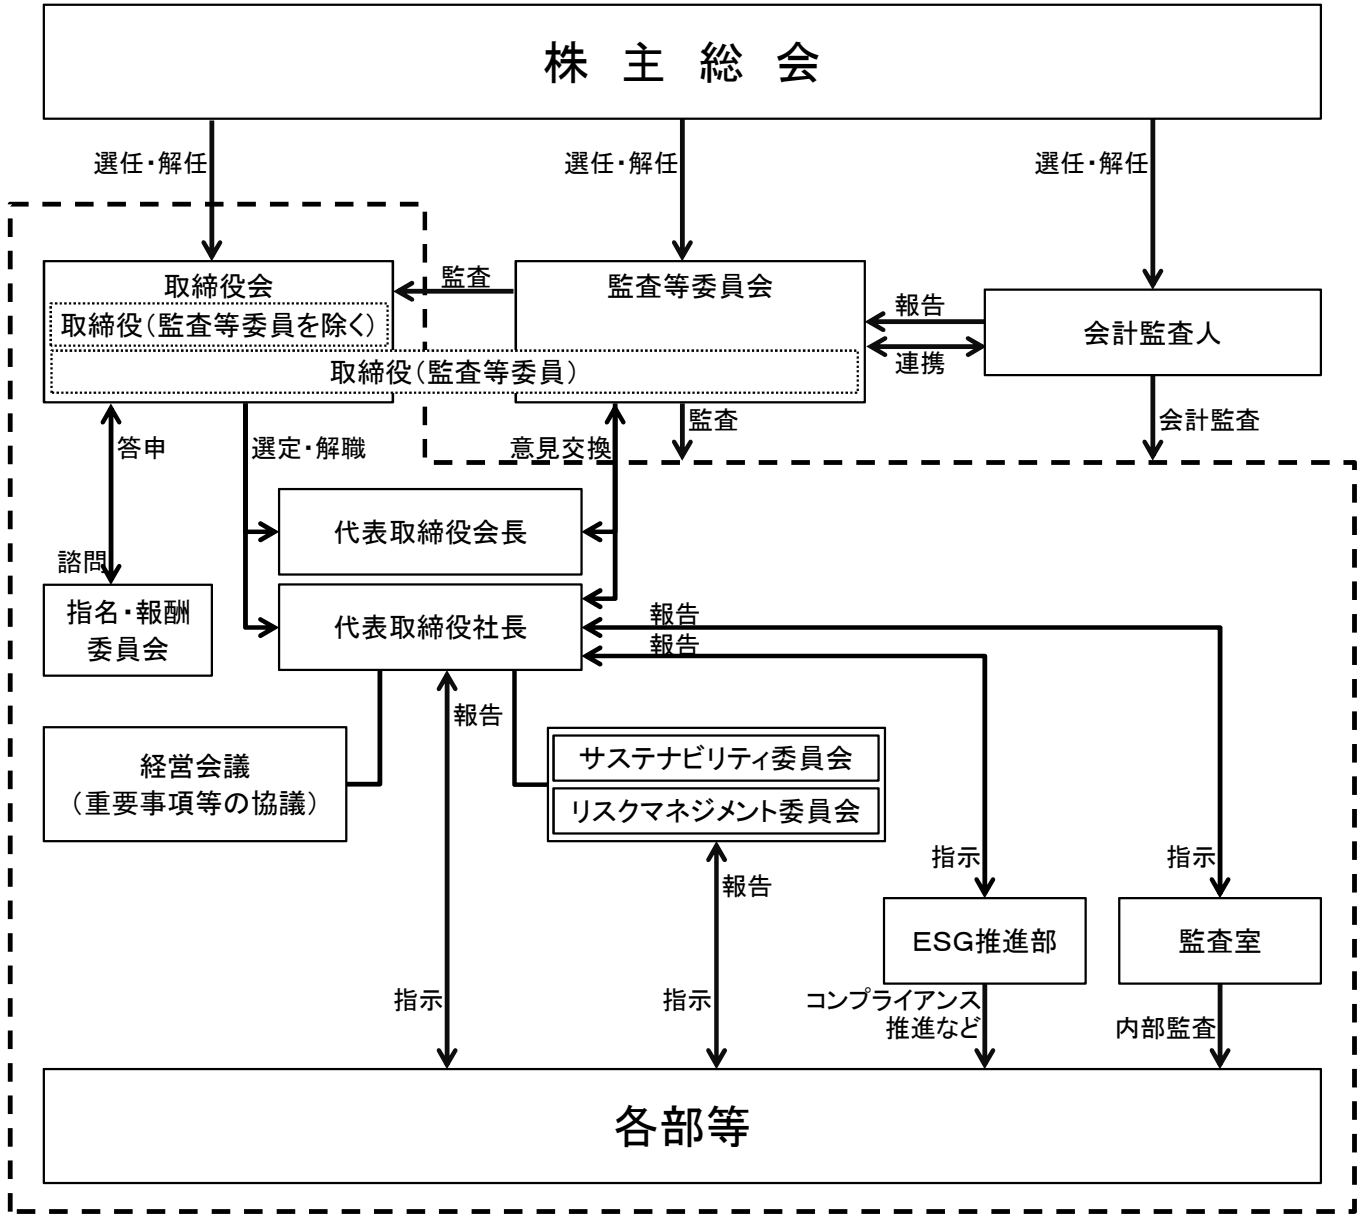 株 主 総 会
選任・解任
選任・解任
選任・解任
取締役会
取締役(監査等委員を除く)
監査
監査等委員会
取締役(監査等委員)
報告
連携
会計監査人
答申
諮問
選定・解職
意見交換
監査
会計監査
代表取締役会長
指名・報酬
委員会
代表取締役社長
報告
報告
経営会議
(重要事項等の協議)
報告
サステナビリティ委員会
リスクマネジメント委員会
指示
指示
報告
ESG推進部
監査室
指示
指示
コンプライアンス
推進など
内部監査
各部等